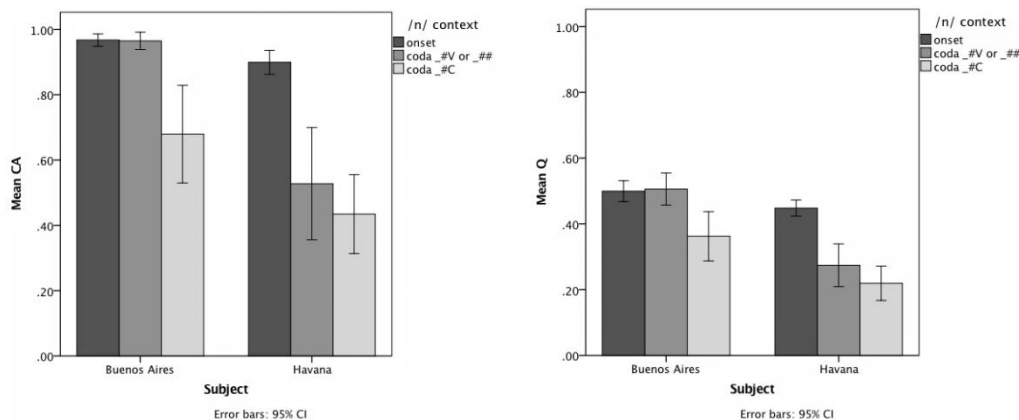 /n/ context
onset
coda _#V or _##
coda _#C
1.00
.80
.60
.40
.20
.00
Mean CA
Buenos Aires
Havana
Subject
Error bars: 95% CI
/n/ context
onset
coda _#V or _##
coda _#C
1.00
.80
.60
.40
.20
.00
Mean Q
Buenos Aires
Havana
Subject
Error bars: 95% CI